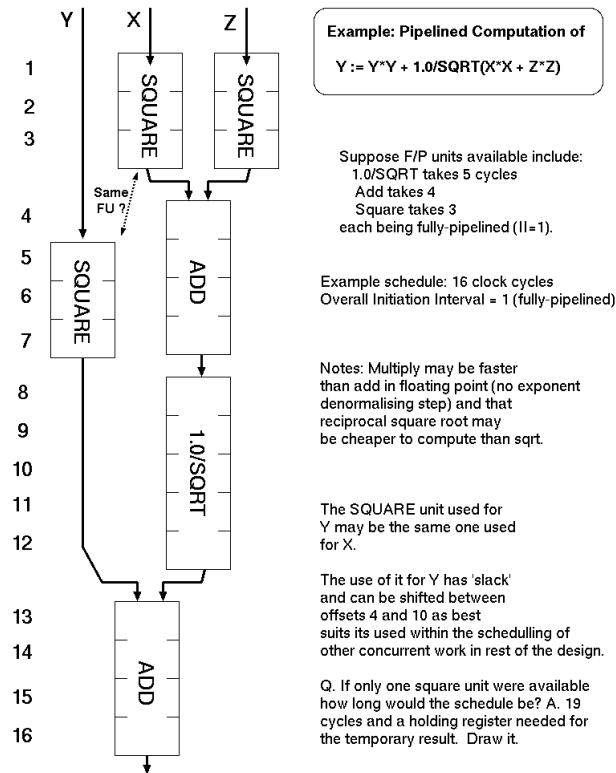 Y
X
Z
Example: Pipelined Computation of
Y := Y*Y + 1.0/SQRT(X*X + Z*Z)
1
2
3
4
5
6
7
8
9
10
11
12
13
14
15
16
SQUARE
SQUARE
Same
FU ?
SQUARE
ADD
1.0/SQRT
ADD
Suppose F/P units available include:
1.0/SQRT takes 5 cycles
Add takes 4
Square takes 3
each being fully-pipelined (II=1).
Example schedule: 16 clock cycles
Overall Initiation Interval = 1 (fully-pipelined)
Notes: Multiply may be faster
than add in floating point (no exponent
denormalising step) and that
reciprocal square root may
be cheaper to compute than sqrt.
The SQUARE unit used for
Y may be the same one used
for X.
The use of it for Y has 'slack'
and can be shifted between
offsets 4 and 10 as best
suits its used within the schedulling of
other concurrent work in rest of the design.
Q. If only one square unit were available
how long would the schedule be? A. 19
cycles and a holding register needed for
the temporary result.  Draw it.